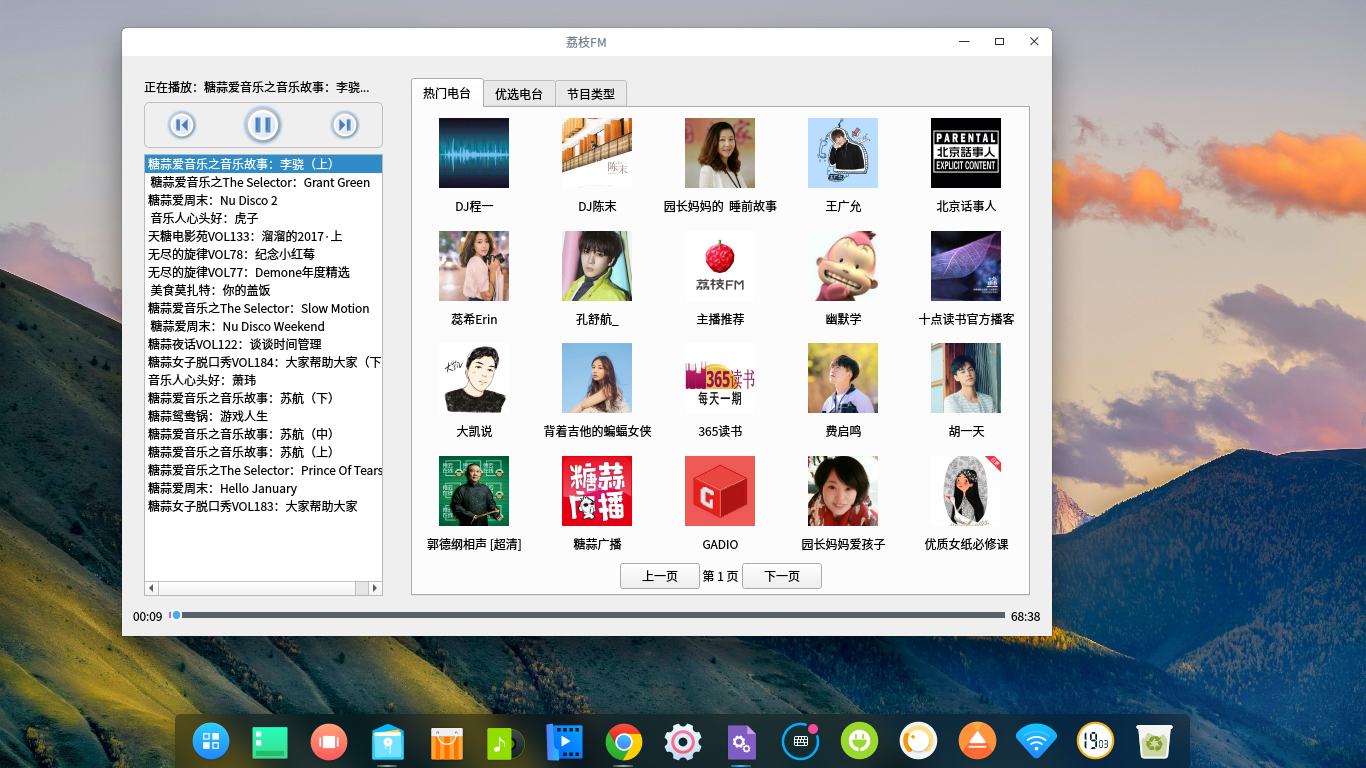 荔枝FM
正在播放：糖蒜爱音乐之音乐故事：李骁...
糖蒜爱音乐之音乐故事：李骁（上）
糖蒜爱音乐之The Selector：Grant Green
糖蒜爱周末：Nu Disco 2
音乐人心头好：虎子
天糖电影苑VOL133：溜溜的2017·上
无尽的旋律VOL78：纪念小红莓
无尽的旋律VOL77：Demone年度精选
美食莫扎特：你的盖饭
糖蒜爱音乐之The Selector：Slow Motion
糖蒜爱周末：Nu Disco Weekend
糖蒜夜话VOL122：谈谈时间管理
糖蒜女子脱口秀VOL184：大家帮助大家（下
音乐人心头好：萧玮
糖蒜爱音乐之音乐故事：苏航（下）
糖蒜鸳鸯锅：游戏人生
糖蒜爱音乐之音乐故事：苏航（中）
糖蒜爱音乐之音乐故事：苏航（上）
糖蒜爱音乐之The Selector：Prince Of Tears
糖蒜爱周末：Hello January
糖蒜女子脱口秀VOL183：大家帮助大家
热门电台 优选电台 节目类型
陈末
PARENTAL
北京話事人
EXPLICIT CONTENT
DJ程一 DJ陈末 园长妈妈的 睡前故事 王广允 北京话事人
荔枝FM
蕊希Erin 孔舒航_ 主播推荐 幽默学 十点读书官方播客
365读书
每天一期
大凯说 背着吉他的蝙蝠女侠 365读书 费启鸣 胡一天
糖蒜
广播
G
郭德纲相声 [超清] 糖蒜广播 GADIO 园长妈妈爱孩子 优质女纸必修课
上一页 第 1 页 下一页
00:09 68:38
19 03